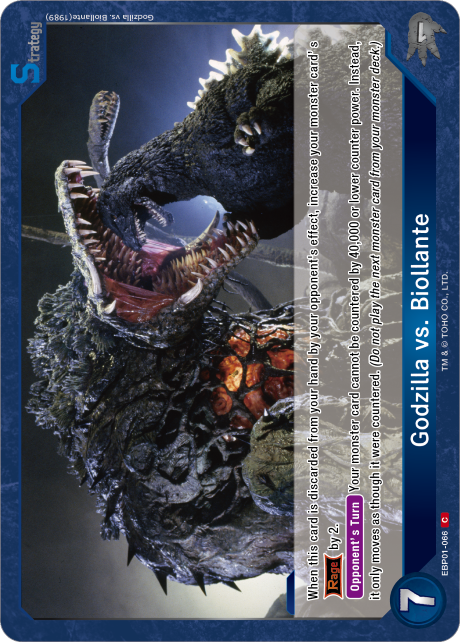 Strategy
Godzilla vs. Biollante(1989)
1
When this card is discarded from your hand by your opponent's effect, increase your monster card's
Rage by 2.
Opponent's Turn Your monster card cannot be countered by 40,000 or lower counter power. Instead,
it only moves as though it were countered. (Do not play the next monster card from your monster deck.)
7
Godzilla vs. Biollante
EBP01-066 C
TM & © TOHO CO., LTD.